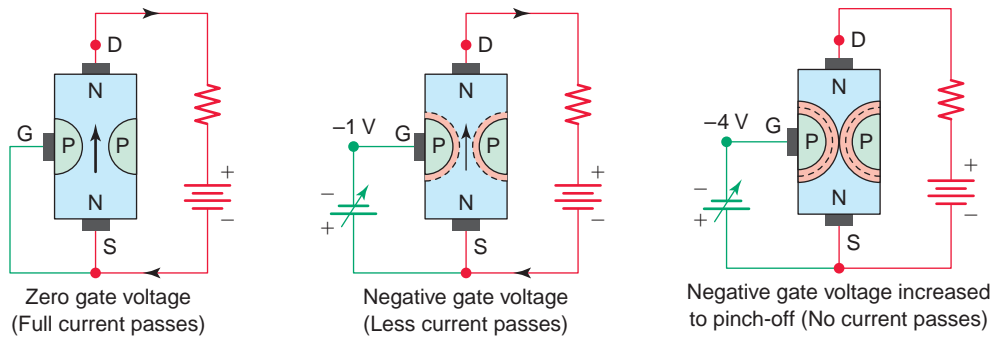 D
N
G
P
P
N
S
+
−
Zero gate voltage
(Full current passes)
D
N
−1 V
G
P
P
N
S
−
+
+
−
Negative gate voltage
(Less current passes)
D
N
−4 V
G
P
P
N
S
−
+
+
−
Negative gate voltage increased
to pinch-off (No current passes)